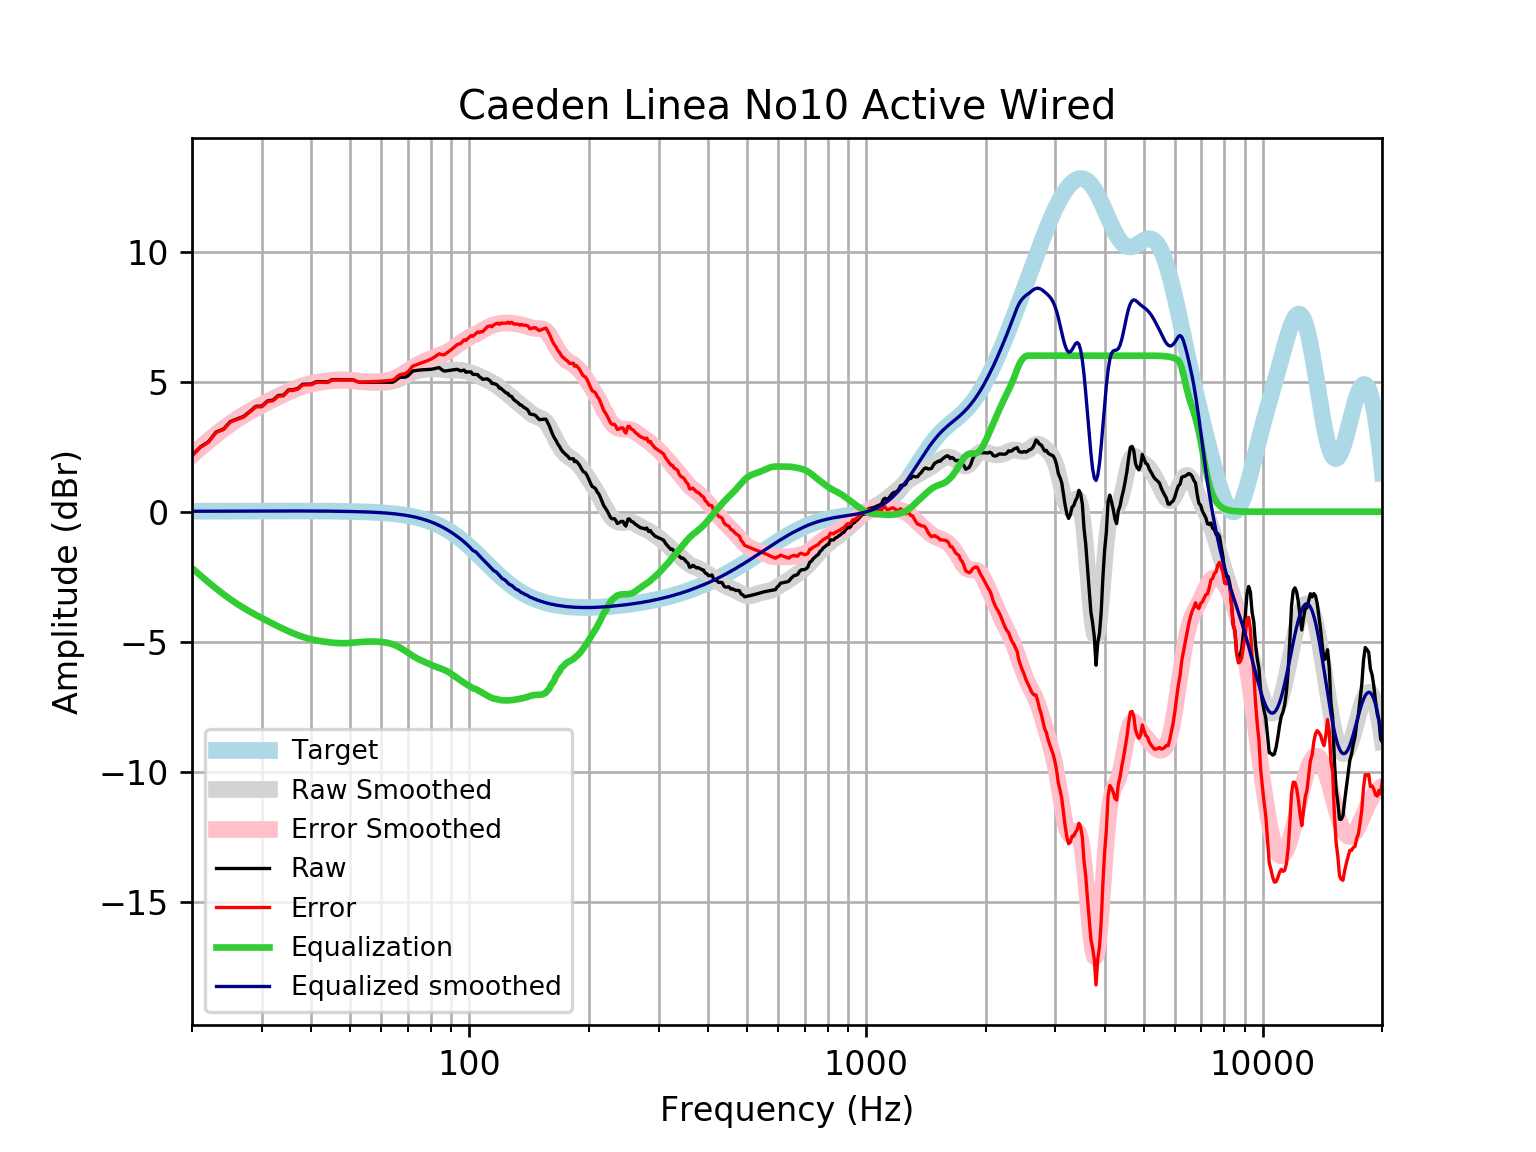 Caeden Linea No10 Active Wired
Amplitude (dBr)
10
5
0
−5
−10
−15
Target
Raw Smoothed
Error Smoothed
Raw
Error
Equalization
Equalized smoothed
100
1000
10000
Frequency (Hz)